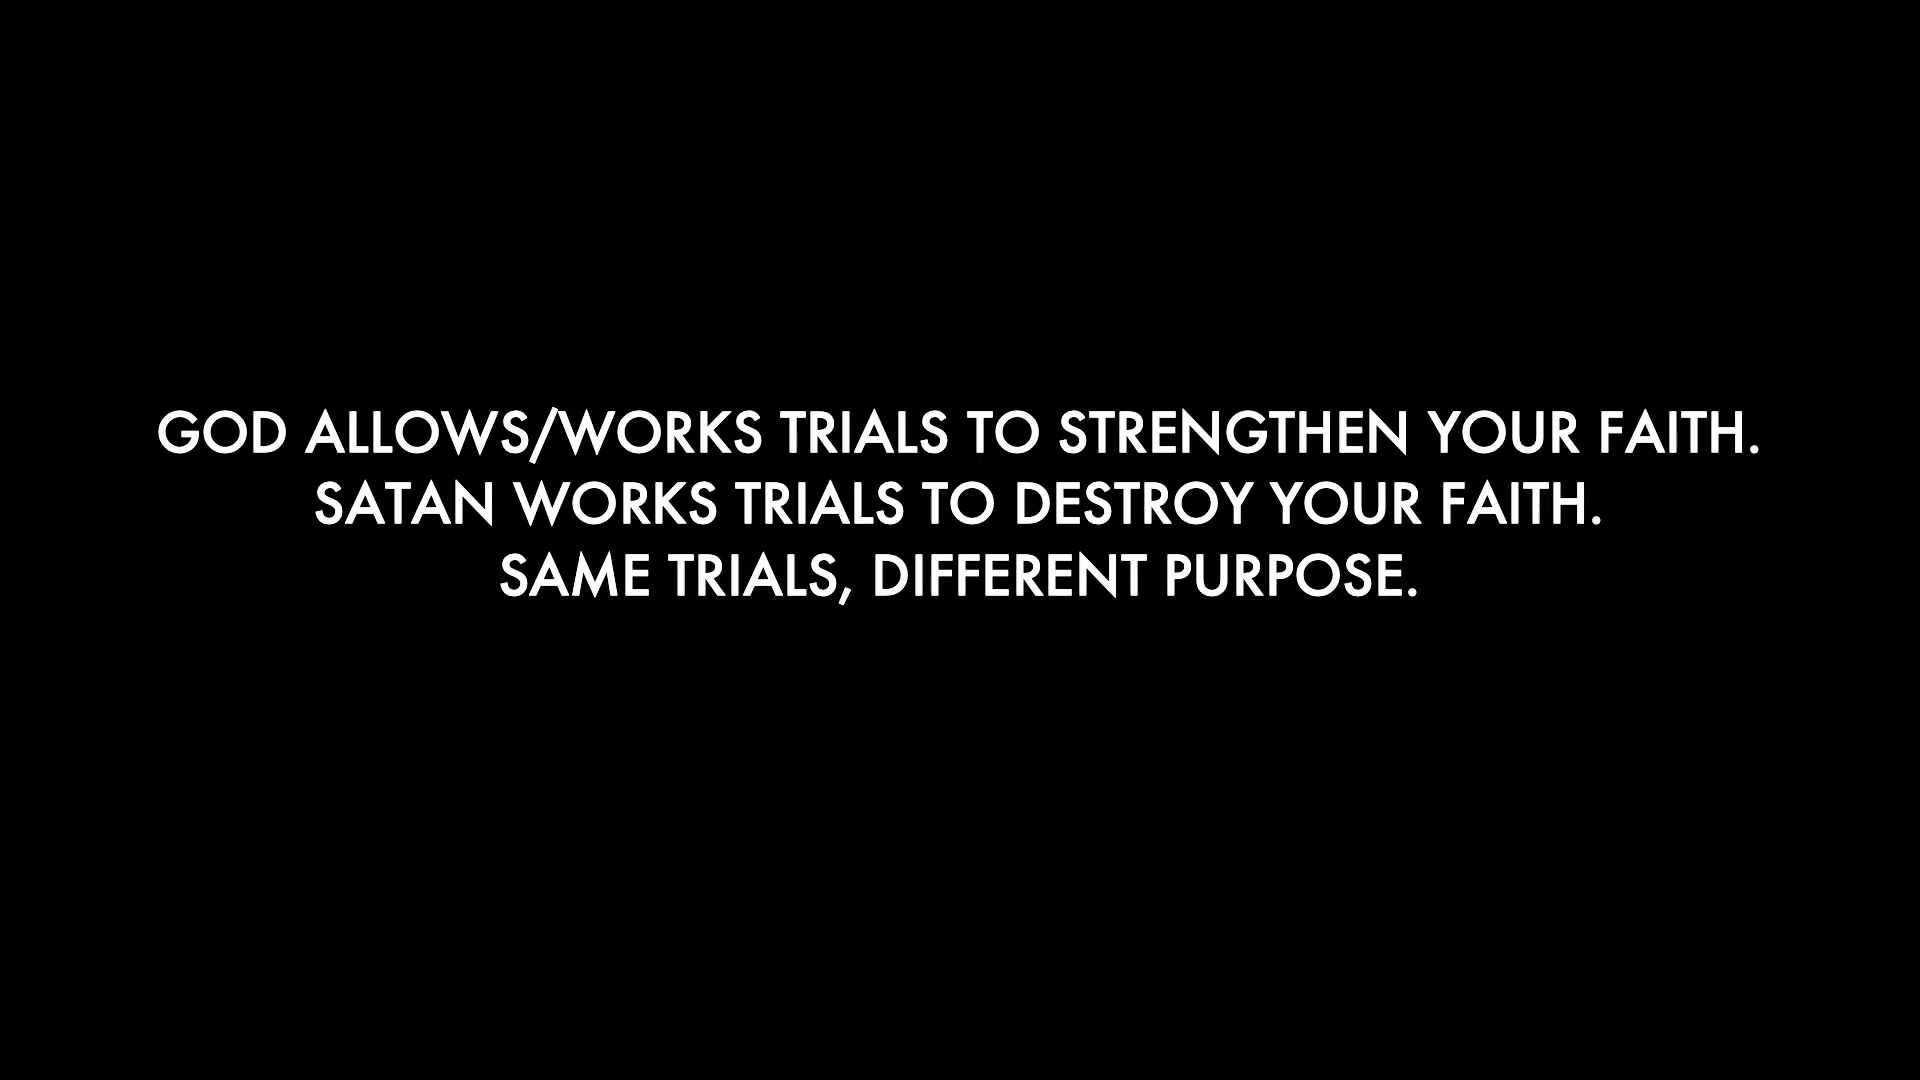 GOD ALLOWS/WORKS TRIALS TO STRENGTHEN YOUR FAITH.
SATAN WORKS TRIALS TO DESTROY YOUR FAITH.
SAME TRIALS, DIFFERENT PURPOSE.